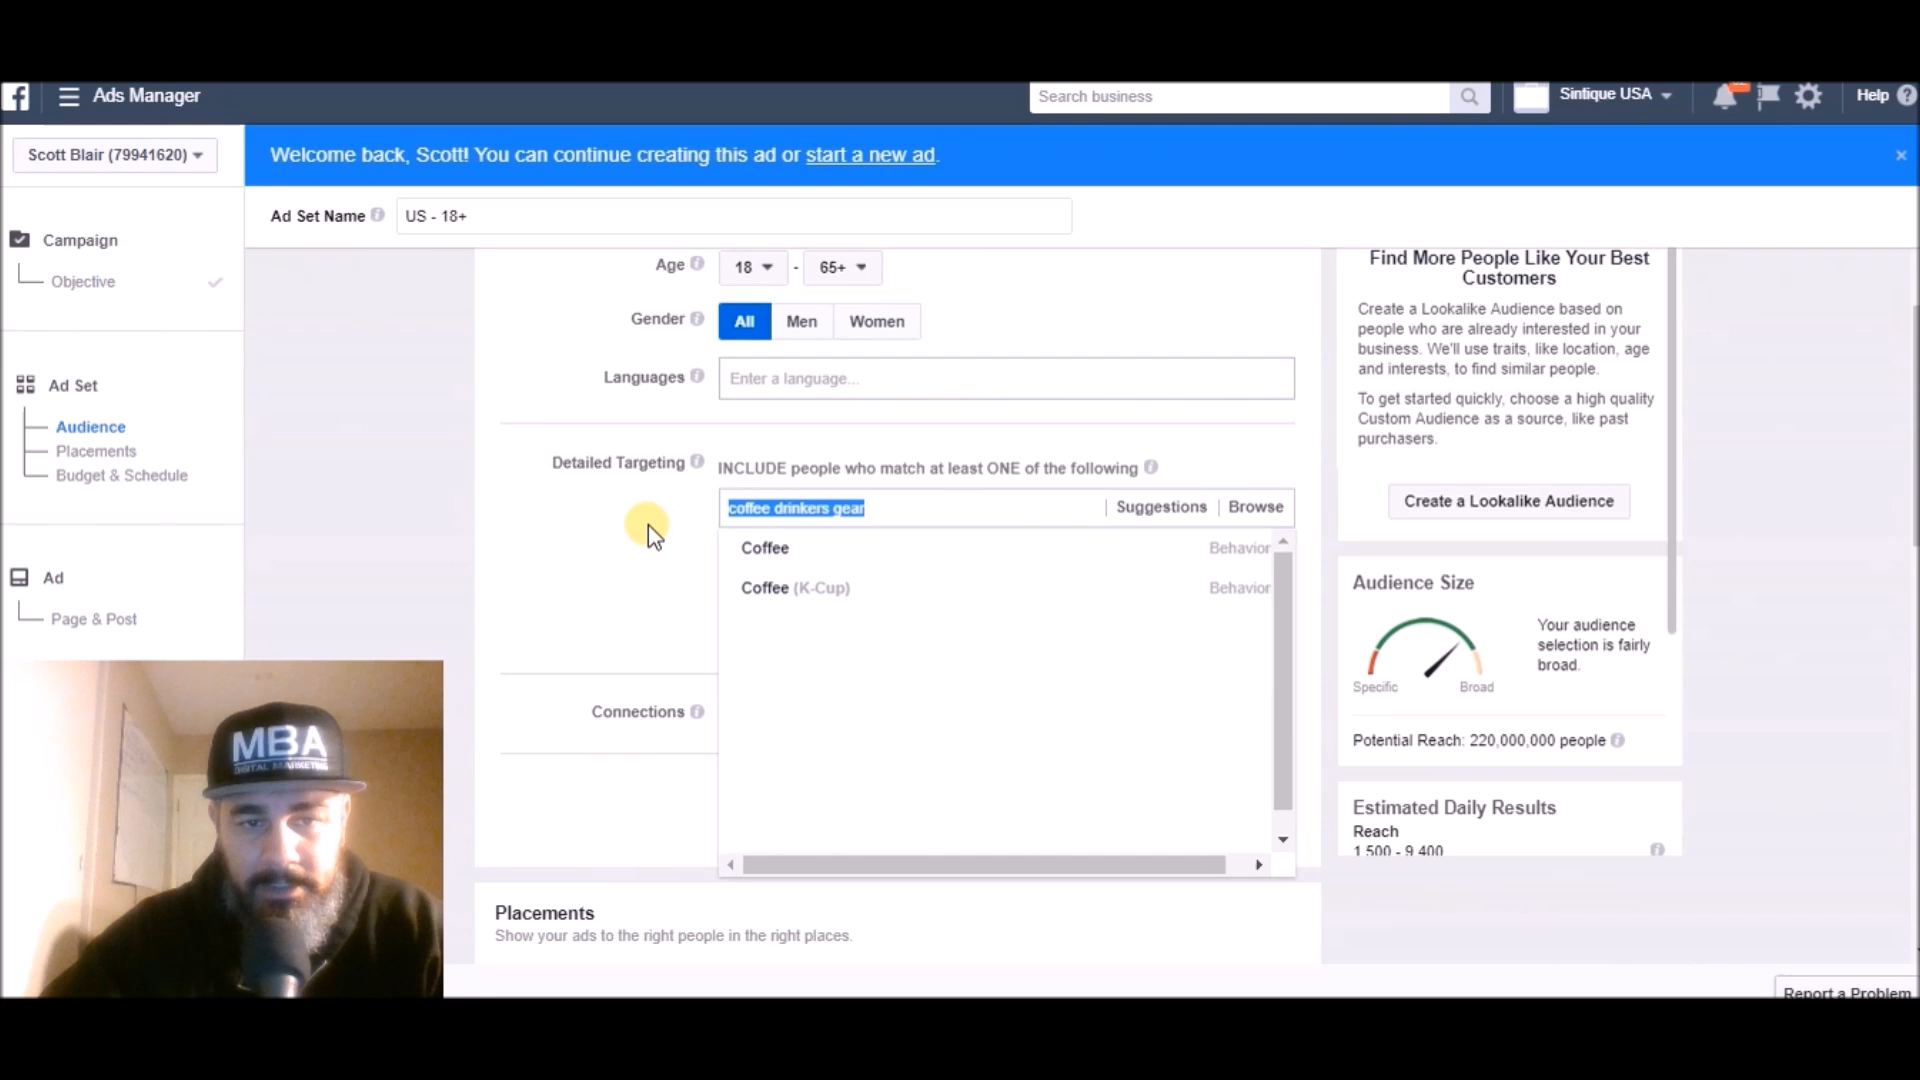 Ads Manager
Search business
Sintique USA
Help
Scott Blair (79941620)
Welcome back, Scott! You can continue creating this ad or start a new ad.
Ad Set Name
US - 18+
Campaign
Objective
Ad Set
Audience
Placements
Budget & Schedule
Ad
Page & Post
Age
18 - 65+
Gender
All Men Women
Languages
Enter a language...
Detailed Targeting
INCLUDE people who match at least ONE of the following
coffee drinkers gear
Suggestions Browse
Coffee Behavior
Coffee (K-Cup) Behavior
Connections
Placements
Show your ads to the right people in the right places.
Find More People Like Your Best
Customers
Create a Lookalike Audience based on
people who are already interested in your
business. We'll use traits, like location, age
and interests, to find similar people.
To get started quickly, choose a high quality
Custom Audience as a source, like past
purchasers.
Create a Lookalike Audience
Audience Size
Your audience
selection is fairly
broad.
Specific Broad
Potential Reach: 220,000,000 people
Estimated Daily Results
Reach
1,500 - 9,400
Report a Problem
MBA
DIGITAL MARKETING